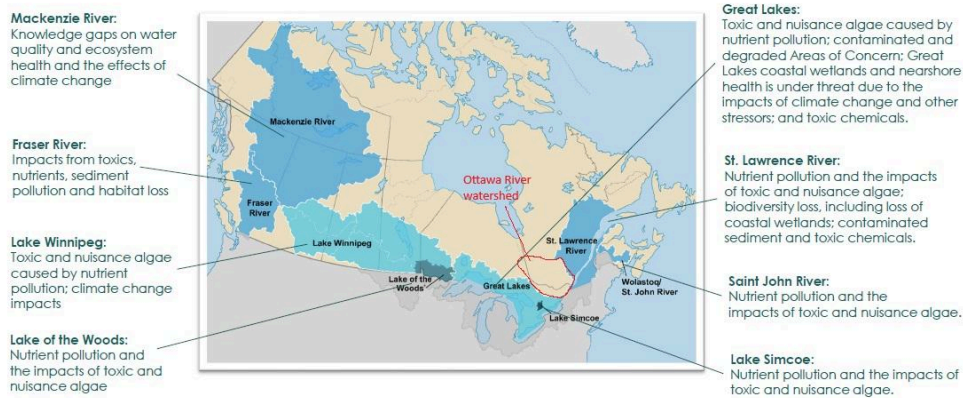 Mackenzie River:
Knowledge gaps on water
quality and ecosystem
health and the effects of
climate change
Fraser River:
Impacts from toxics,
nutrients, sediment
pollution and habitat loss
Lake Winnipeg:
Toxic and nuisance algae
caused by nutrient
pollution; climate change
impacts
Lake of the Woods:
Nutrient pollution and
the impacts of toxic and
nuisance algae
Mackenzie River
Fraser
River
Lake Winnipeg
Lake of the
Woods
Great Lakes
Lake Simcoe
Ottawa River
watershed
St. Lawrence
River
Wolastoq/
St. John River
Great Lakes:
Toxic and nuisance algae caused by
nutrient pollution; contaminated and
degraded Areas of Concern; Great
Lakes coastal wetlands and nearshore
health is under threat due to the
impacts of climate change and other
stressors; and toxic chemicals.
St. Lawrence River:
Nutrient pollution and the impacts
of toxic and nuisance algae;
biodiversity loss, including loss of
coastal wetlands; contaminated
sediment and toxic chemicals.
Saint John River:
Nutrient pollution and the
impacts of toxic and nuisance algae.
Lake Simcoe:
Nutrient pollution and the impacts of
toxic and nuisance algae.